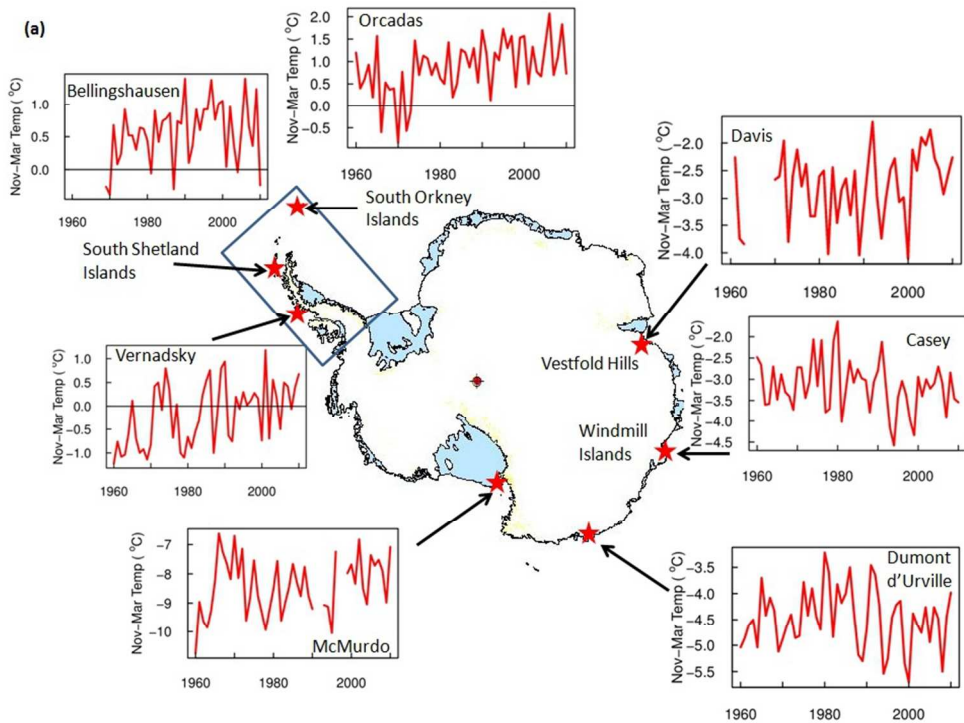 (a)
Orcadas
Nov-Mar Temp (°C)
2.0
1.5
1.0
0.5
0.0
-0.5
1960
1970
1980
1990
2000
Bellingshausen
Nov-Mar Temp (°C)
1.0
0.5
0.0
1960
1980
2000
Davis
Nov-Mar Temp (°C)
-2.0
-2.5
-3.0
-3.5
-4.0
1960
1980
2000
South Orkney
Islands
South Shetland
Islands
Vernadsky
Nov-Mar Temp (°C)
1.0
0.5
0.0
-0.5
-1.0
1960
1980
2000
Vestfold Hills
Casey
Nov-Mar Temp (°C)
-2.0
-2.5
-3.0
-3.5
-4.0
-4.5
1960
1980
2000
Windmill
Islands
McMurdo
Nov-Mar Temp (°C)
-7
-8
-9
-10
1960
1980
2000
Dumont
d'Urville
Nov-Mar Temp (°C)
-3.5
-4.0
-4.5
-5.0
-5.5
1960
1980
2000